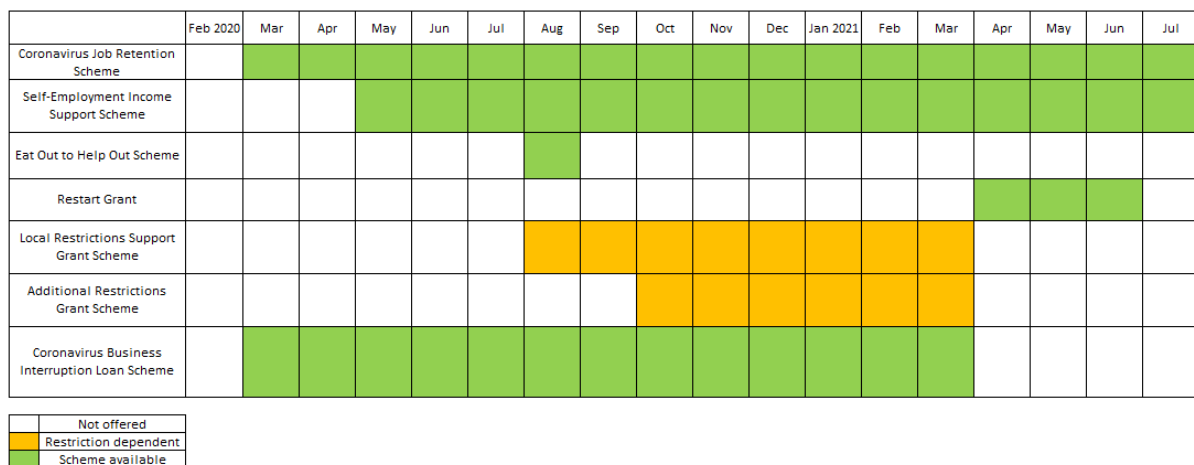 Feb 2020 Mar Apr May Jun Jul Aug Sep Oct Nov Dec Jan 2021 Feb Mar Apr May Jun Jul
Coronavirus Job Retention
Scheme
Self-Employment Income
Support Scheme
Eat Out to Help Out Scheme
Restart Grant
Local Restrictions Support
Grant Scheme
Additional Restrictions
Grant Scheme
Coronavirus Business
Interruption Loan Scheme
Not offered
Restriction dependent
Scheme available